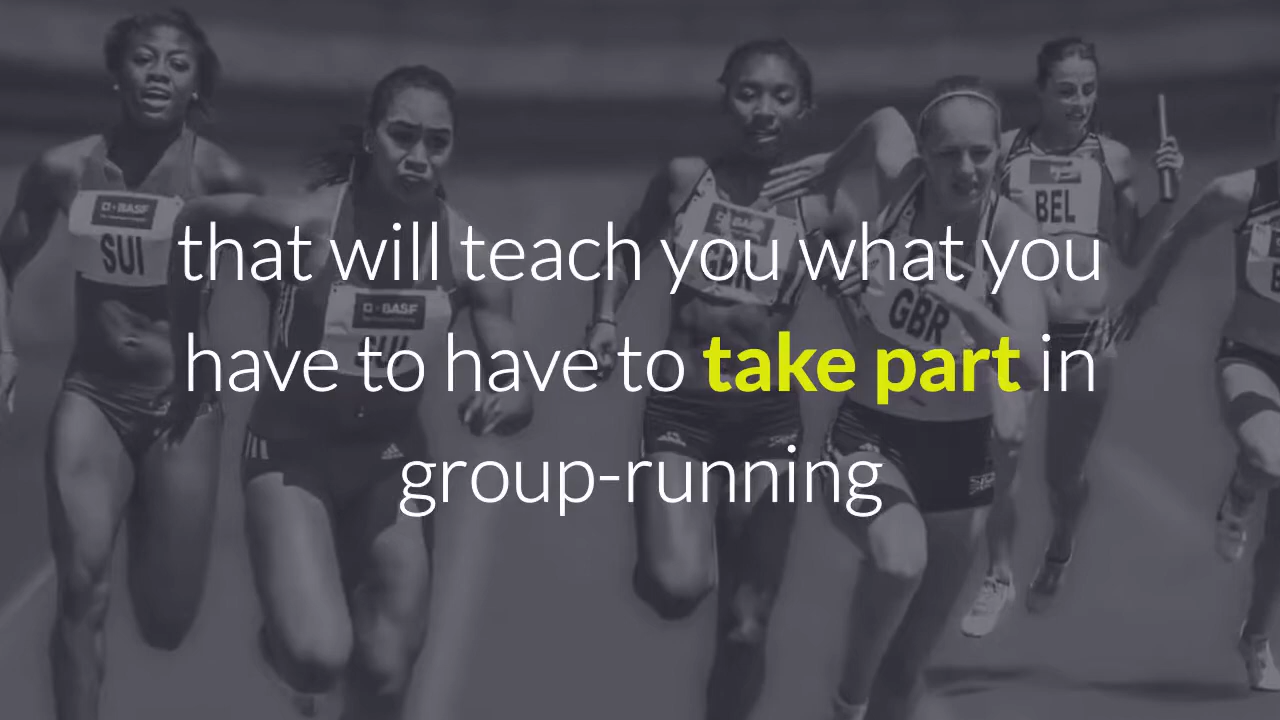 that will teach you what you
have to have to take part in
group-running
BASF
SUI
BASF
BASF
GBR
BEL